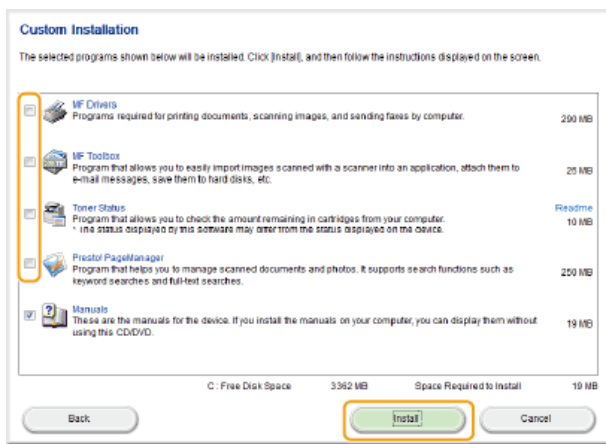 Custom Installation
The selected programs shown below will be installed. Click [Install], and then follow the instructions displayed on the screen.
MF Drivers
Programs required for printing documents, scanning images, and sending faxes by computer.
290 MB
MF Toolbox
Program that allows you to easily import images scanned with a scanner into an application, attach them to
e-mail messages, save them to hard disks, etc.
25 MB
Toner Status
Readme
Program that allows you to check the amount remaining in cartridges from your computer.
10 MB
* The status displayed by this software may differ from the status displayed on the device.
Presto! PageManager
Program that helps you to manage scanned documents and photos. It supports search functions such as
keyword searches and full-text searches.
250 MB
Manuals
These are the manuals for the device. If you install the manuals on your computer, you can display them without
using this CD/DVD.
19 MB
C : Free Disk Space 3362 MB Space Required to Install 19 MB
Back Install Cancel